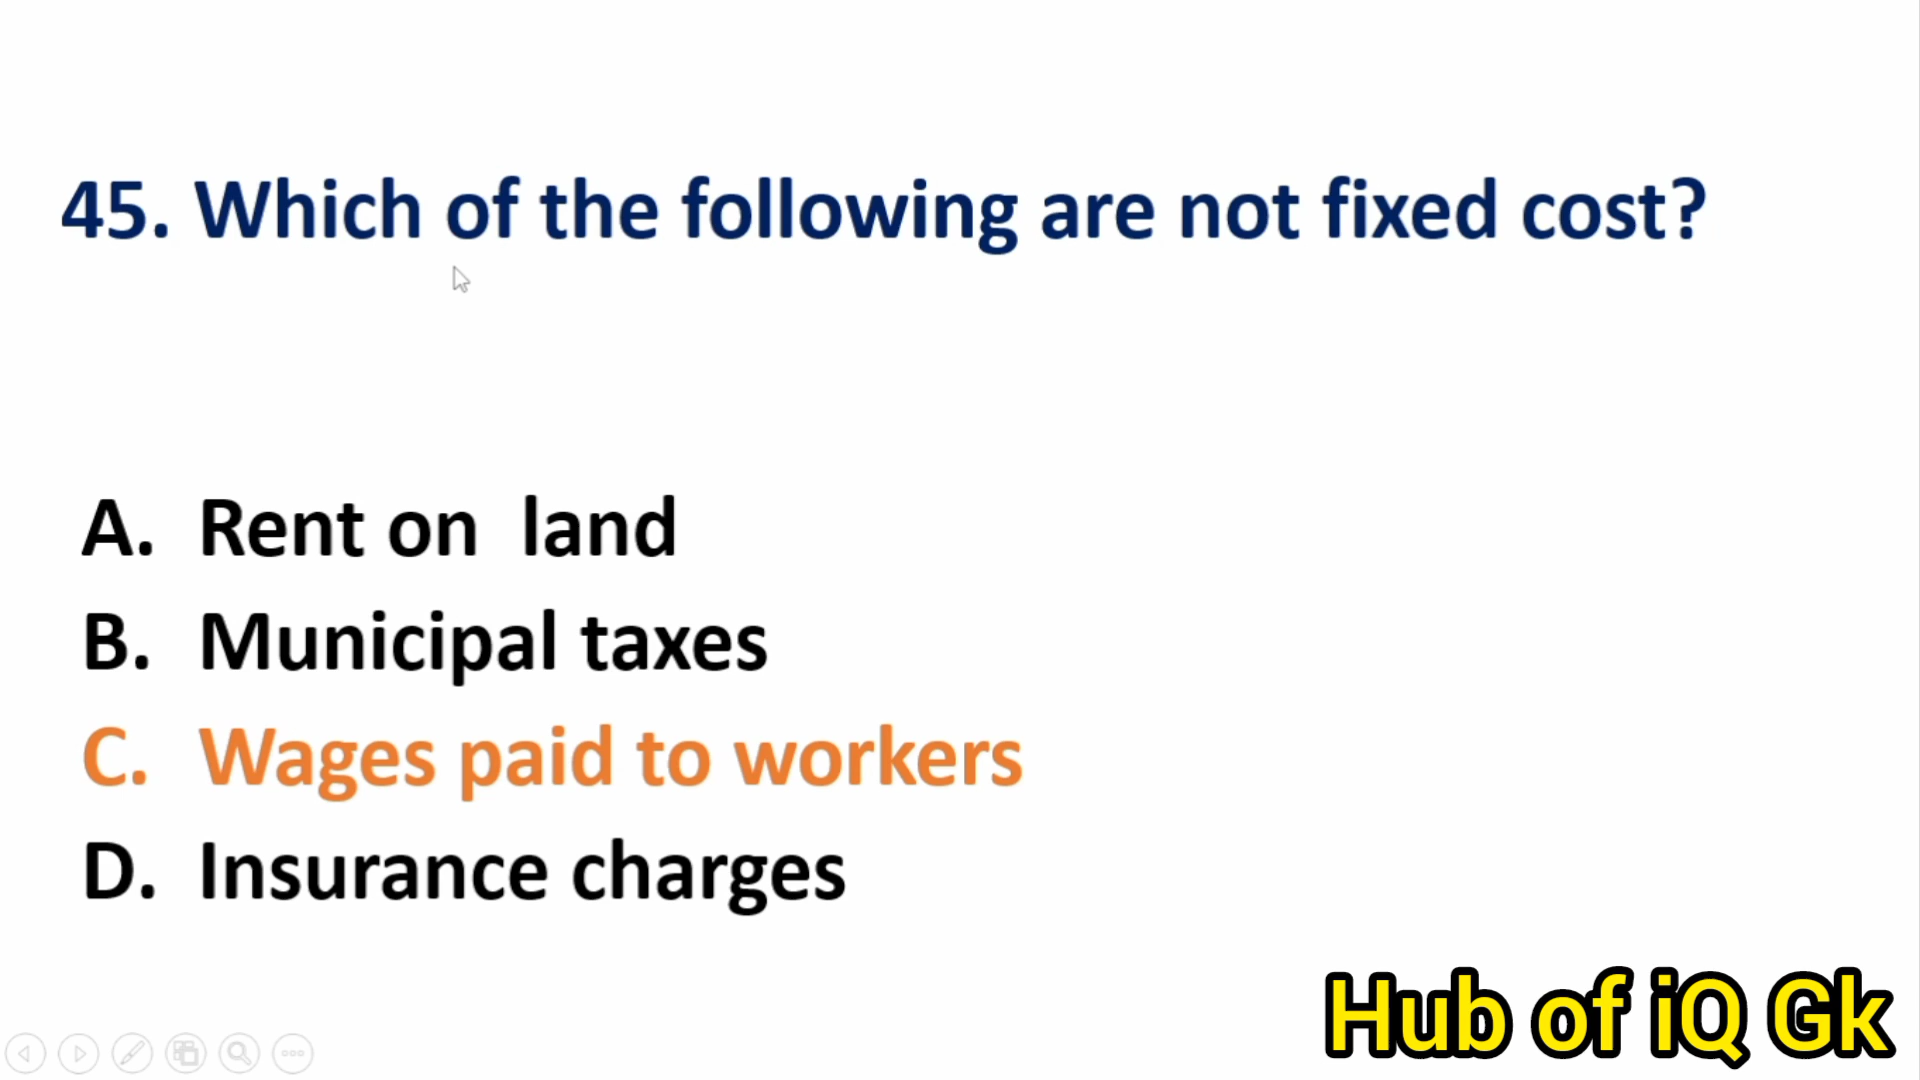 45. Which of the following are not fixed cost?
A. Rent on land
B. Municipal taxes
C. Wages paid to workers
D. Insurance charges
Hub of iQ Gk